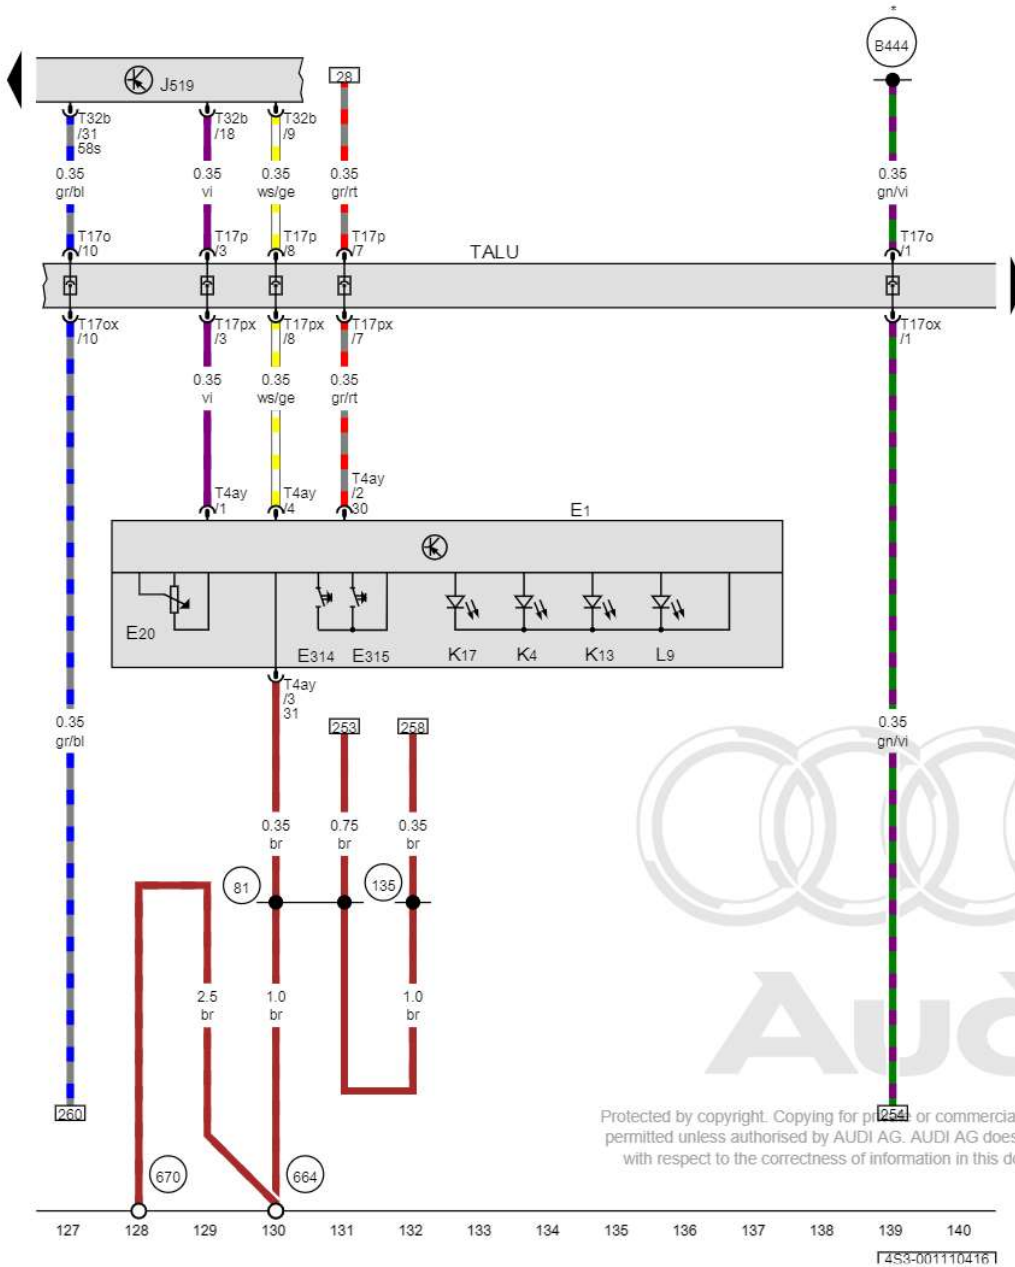 *
B444
J519
28
T32b
/31
58s
T32b
/18
T32b
/9
0.35
gr/bl
0.35
vi
0.35
ws/ge
0.35
gr/rt
0.35
gn/vi
T17o
/10
T17p
/3
T17p
/8
T17p
/7
TALU
T17o
/1
T17ox
/10
T17px
/3
T17px
/8
T17px
/7
T17ox
/1
0.35
vi
0.35
ws/ge
0.35
gr/rt
T4ay
/1
T4ay
/4
T4ay
/2
30
E1
E20
E314
E315
K17
K4
K13
L9
T4ay
/3
31
0.35
gr/bl
253
258
0.35
gn/vi
0.35
br
0.75
br
0.35
br
81
135
2.5
br
1.0
br
1.0
br
Audi
260
254
Protected by copyright. Copying for private or commercia
permitted unless authorised by AUDI AG. AUDI AG does
with respect to the correctness of information in this do
670
664
127 128 129 130 131 132 133 134 135 136 137 138 139 140
4S3-001110416